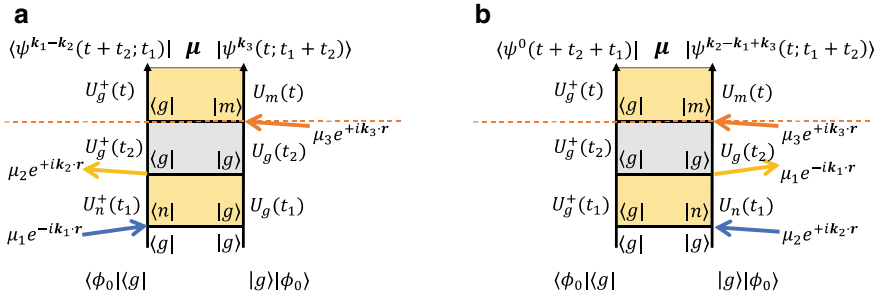 a
⟨ψ^{k₁−k₂}(t + t₂; t₁)| μ |ψ^{k₃}(t; t₁ + t₂)⟩
U_g^+(t) ⟨g| |m⟩ U_m(t)
μ₃e^{+ik₃·r}
U_g^+(t₂) ⟨g| |g⟩ U_g(t₂)
μ₂e^{+ik₂·r}
U_n^+(t₁) ⟨n| |g⟩ U_g(t₁)
μ₁e^{−ik₁·r}
⟨g| |g⟩
⟨ϕ₀|⟨g| |g⟩|ϕ₀⟩
b
⟨ψ⁰(t + t₂ + t₁)| μ |ψ^{k₂−k₁+k₃}(t; t₁ + t₂)⟩
U_g^+(t) ⟨g| |m⟩ U_m(t)
μ₃e^{+ik₃·r}
U_g^+(t₂) ⟨g| |g⟩ U_g(t₂)
μ₁e^{−ik₁·r}
U_g^+(t₁) ⟨g| |n⟩ U_n(t₁)
μ₂e^{+ik₂·r}
⟨g| |g⟩
⟨ϕ₀|⟨g| |g⟩|ϕ₀⟩